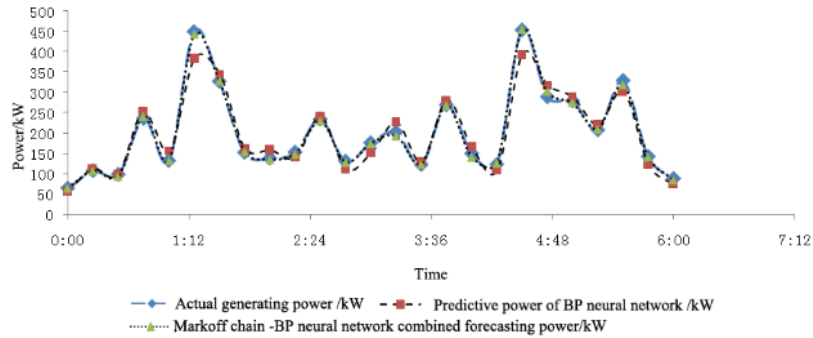 500
450
400
350
300
250
200
150
100
50
0
Power/kW
0:00 1:12 2:24 3:36 4:48 6:00 7:12
Time
Actual generating power /kW Predictive power of BP neural network /kW
Markoff chain -BP neural network combined forecasting power/kW